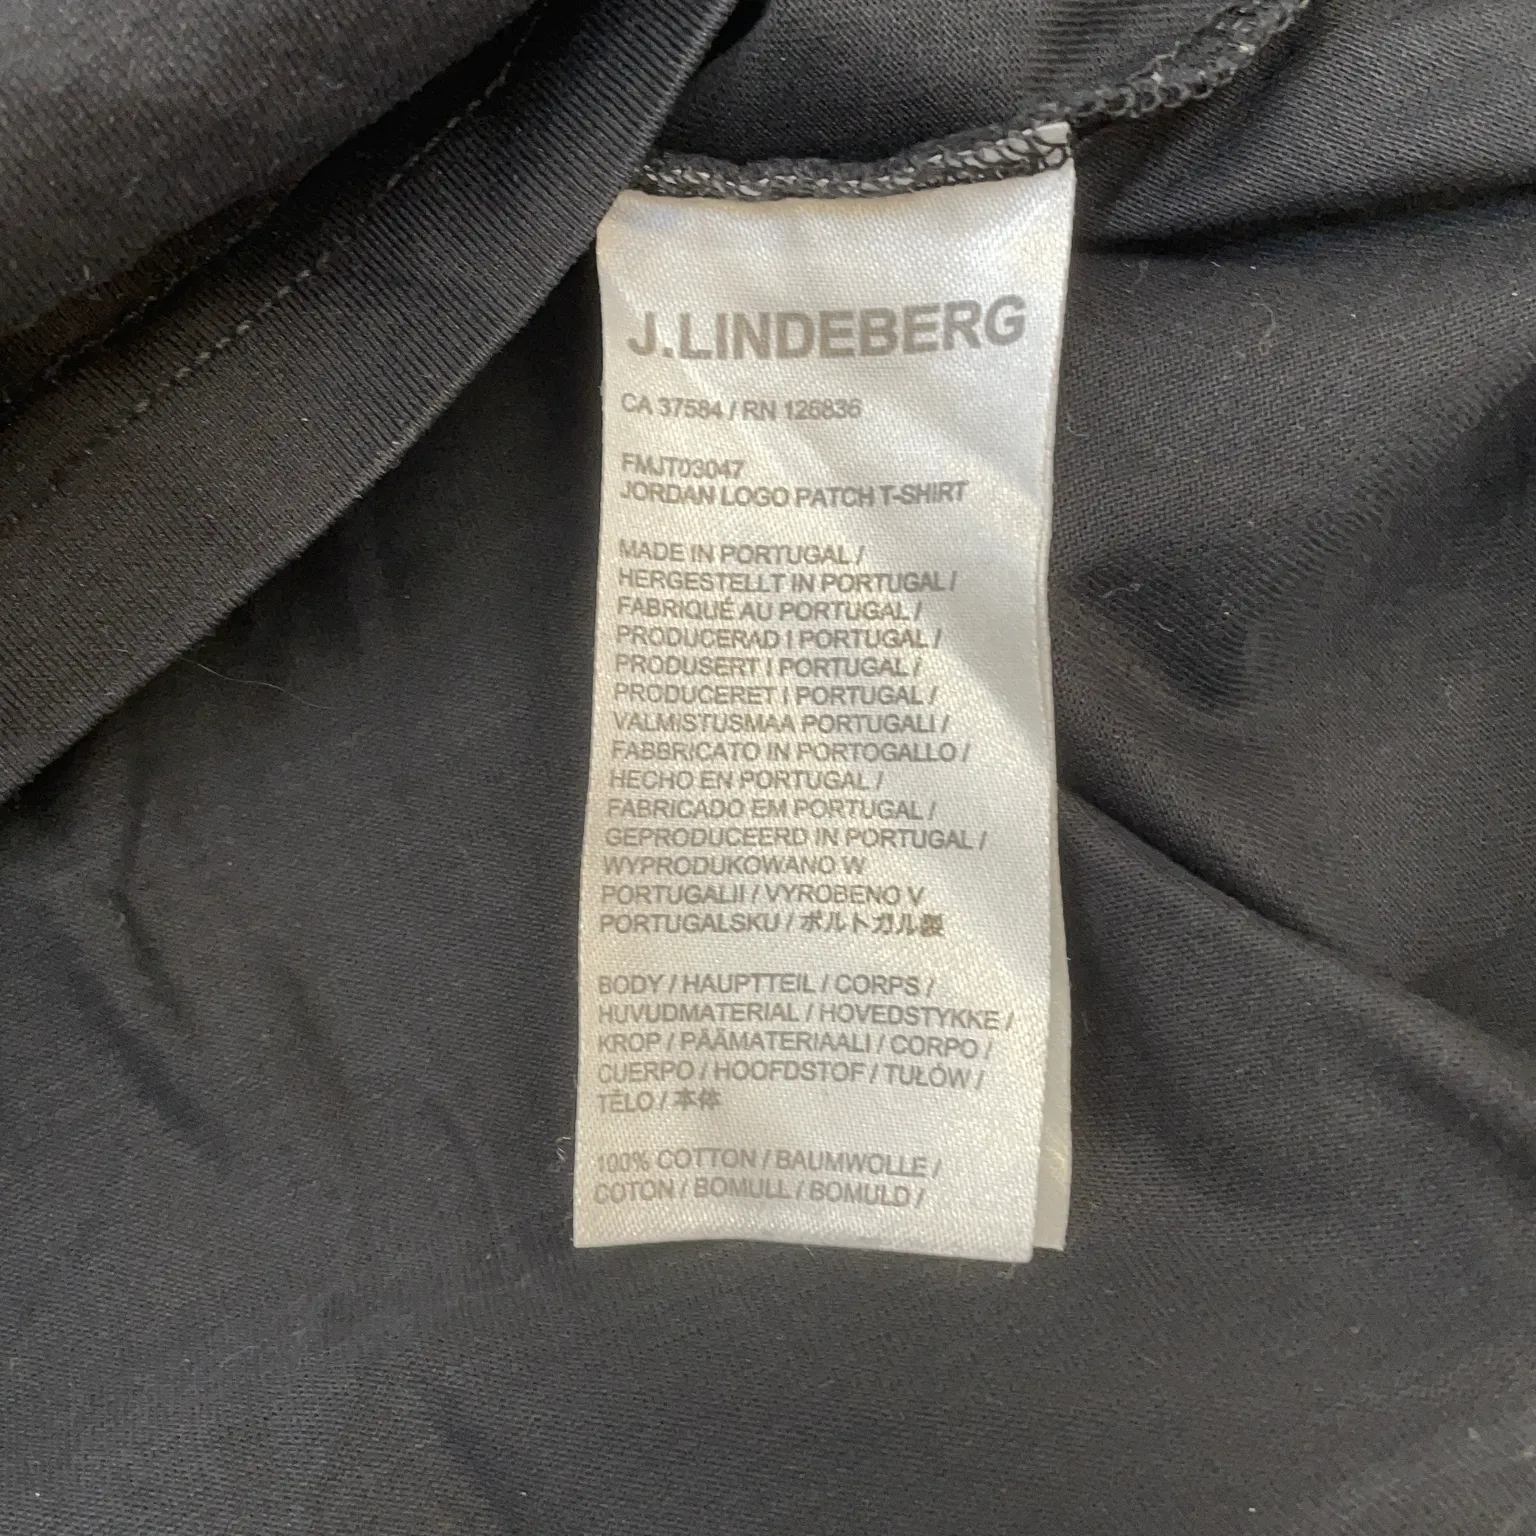 J.LINDEBERG
CA 37584 / RN 126836
FMJT03047
JORDAN LOGO PATCH T-SHIRT
MADE IN PORTUGAL /
HERGESTELLT IN PORTUGAL /
FABRIQUÉ AU PORTUGAL /
PRODUCERAD I PORTUGAL /
PRODUSERT I PORTUGAL /
PRODUCERET I PORTUGAL /
VALMISTUSMAA PORTUGALI /
FABBRICATO IN PORTOGALLO /
HECHO EN PORTUGAL /
FABRICADO EM PORTUGAL /
GEPRODUCEERD IN PORTUGAL /
WYPRODUKOWANO W
PORTUGALII / VYROBENO V
PORTUGALSKU / ポルトガル製
BODY / HAUPTTEIL / CORPS /
HUVUDMATERIAL / HOVEDSTYKKE /
KROP / PÄÄMATERIAALI / CORPO /
CUERPO / HOOFDSTOF / TUŁÓW /
TĚLO / 本体
100% COTTON / BAUMWOLLE /
COTON / BOMULL / BOMULD /